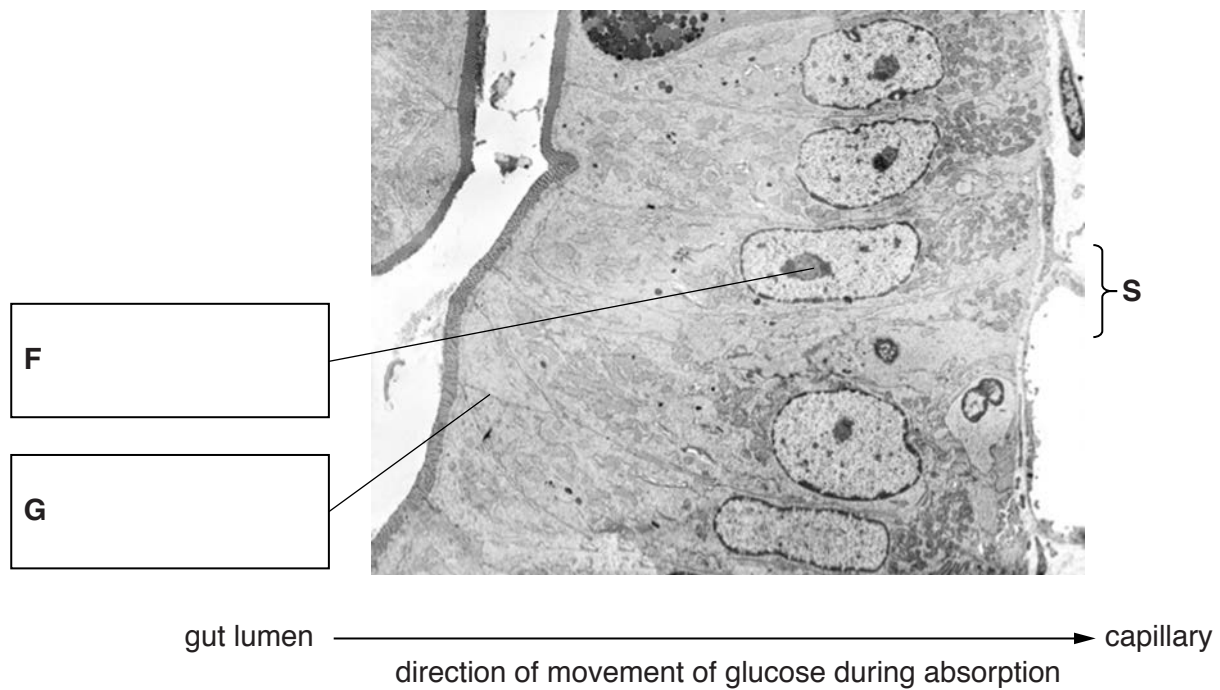 S
F
G
gut lumen
capillary
direction of movement of glucose during absorption